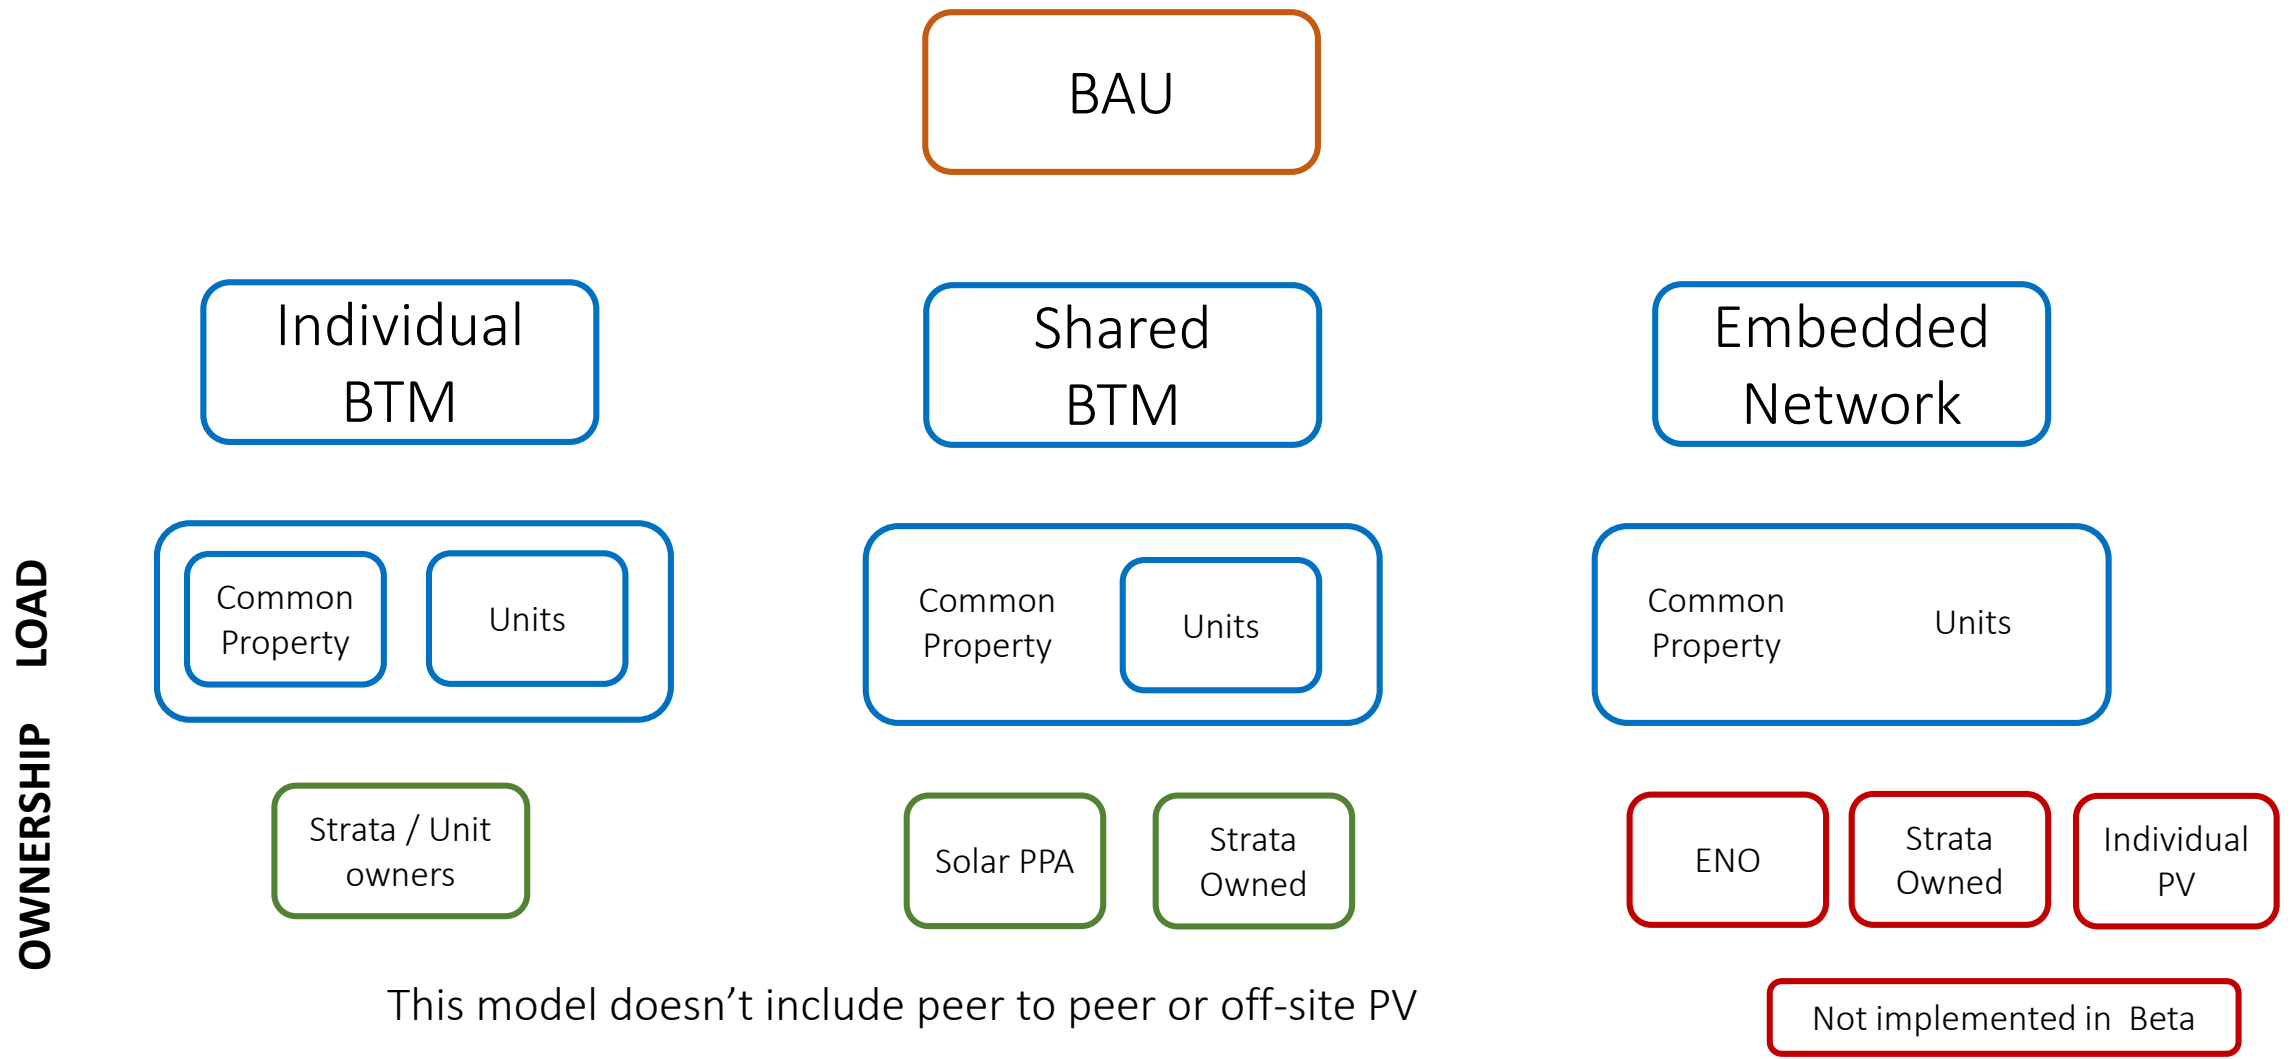 BAU
Individual
BTM
Shared
BTM
Embedded
Network
LOAD
Common
Property
Units
Common
Property
Units
Common
Property
Units
OWNERSHIP
Strata / Unit
owners
Solar PPA
Strata
Owned
ENO
Strata
Owned
Individual
PV
This model doesn’t include peer to peer or off-site PV
Not implemented in Beta